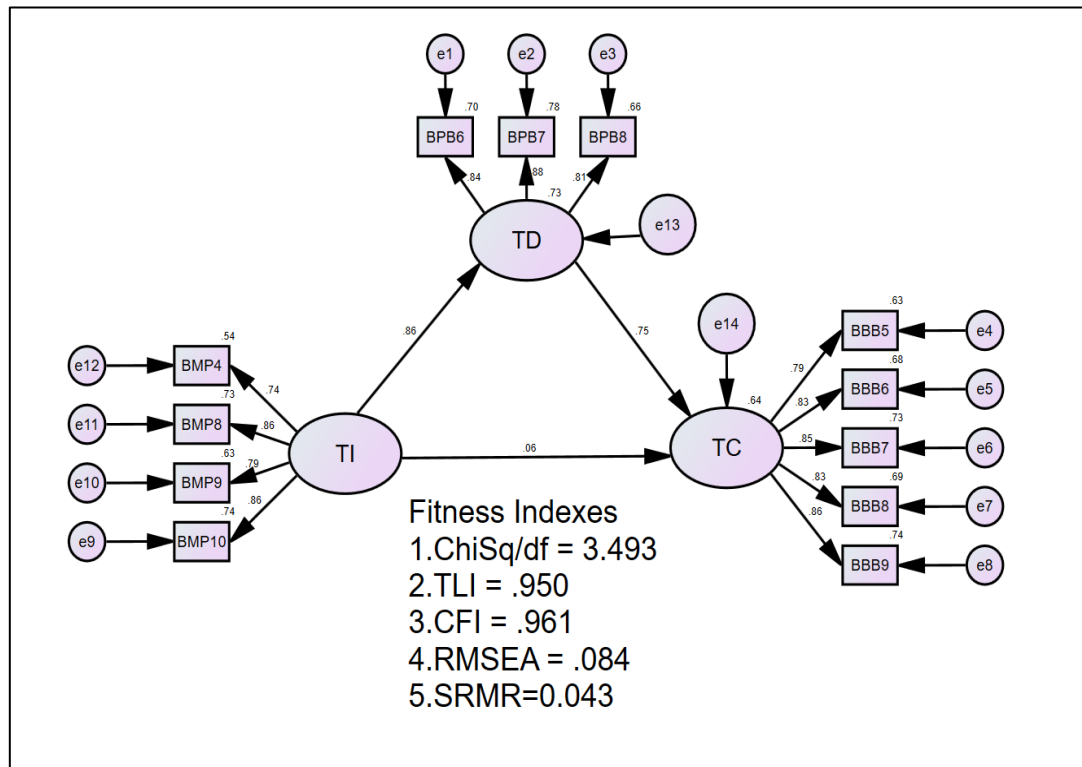 e1 e2 e3
.70 .78 .66
BPB6 BPB7 BPB8
.84 .88 .81
.73
TD
e13
.86
.75
e14
.63
BBB5
e4
.79
.68
BBB6
e5
.83
.64
.73
BBB7
e6
.85
TC
.69
BBB8
e7
.83
.74
BBB9
e8
.86
.54
e12
BMP4
.74
.73
e11
BMP8
.86
.63
e10
BMP9
.79
.74
e9
BMP10
.86
TI
.06
Fitness Indexes
1.ChiSq/df = 3.493
2.TLI = .950
3.CFI = .961
4.RMSEA = .084
5.SRMR=0.043